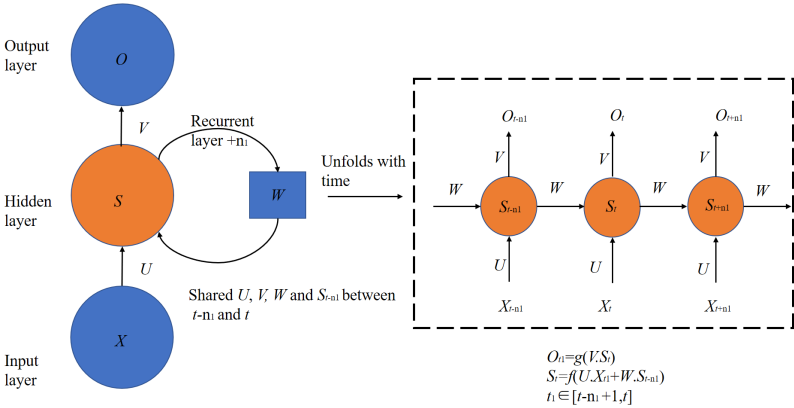 Output
layer
O
V
Recurrent
layer +n₁
Hidden
layer
S
W
U
Shared U, V, W and Sₜ₋ₙ₁ between
t-n₁ and t
Input
layer
X
Unfolds with
time
Oₜ₋ₙ₁
Oₜ
Oₜ₊ₙ₁
V
V
V
W
W
W
W
Sₜ₋ₙ₁
Sₜ
Sₜ₊ₙ₁
U
U
U
Xₜ₋ₙ₁
Xₜ
Xₜ₊ₙ₁
Oₜ₁=g(V.Sₜ)
Sₜ=f(U.Xₜ₁+W.Sₜ₋ₙ₁)
t₁∈[t-n₁+1,t]